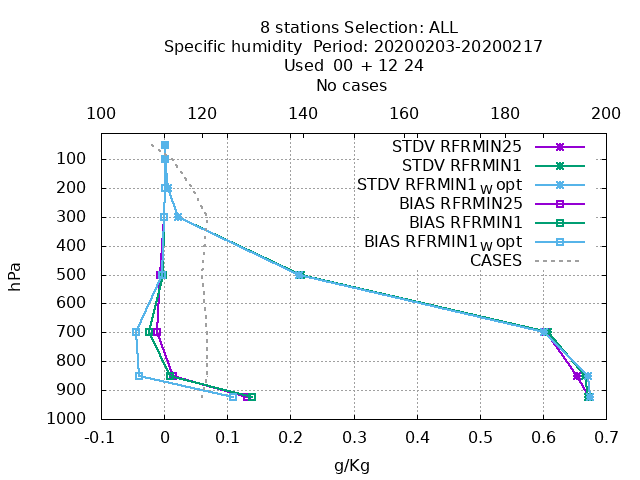 8 stations Selection: ALL
Specific humidity  Period: 20200203-20200217
Used  00 + 12 24
No cases
100 120 140 160 180 200
STDV RFRMIN25
STDV RFRMIN1
STDV RFRMIN1w opt
BIAS RFRMIN25
BIAS RFRMIN1
BIAS RFRMIN1w opt
CASES
hPa
100
200
300
400
500
600
700
800
900
1000
-0.1 0 0.1 0.2 0.3 0.4 0.5 0.6 0.7
g/Kg